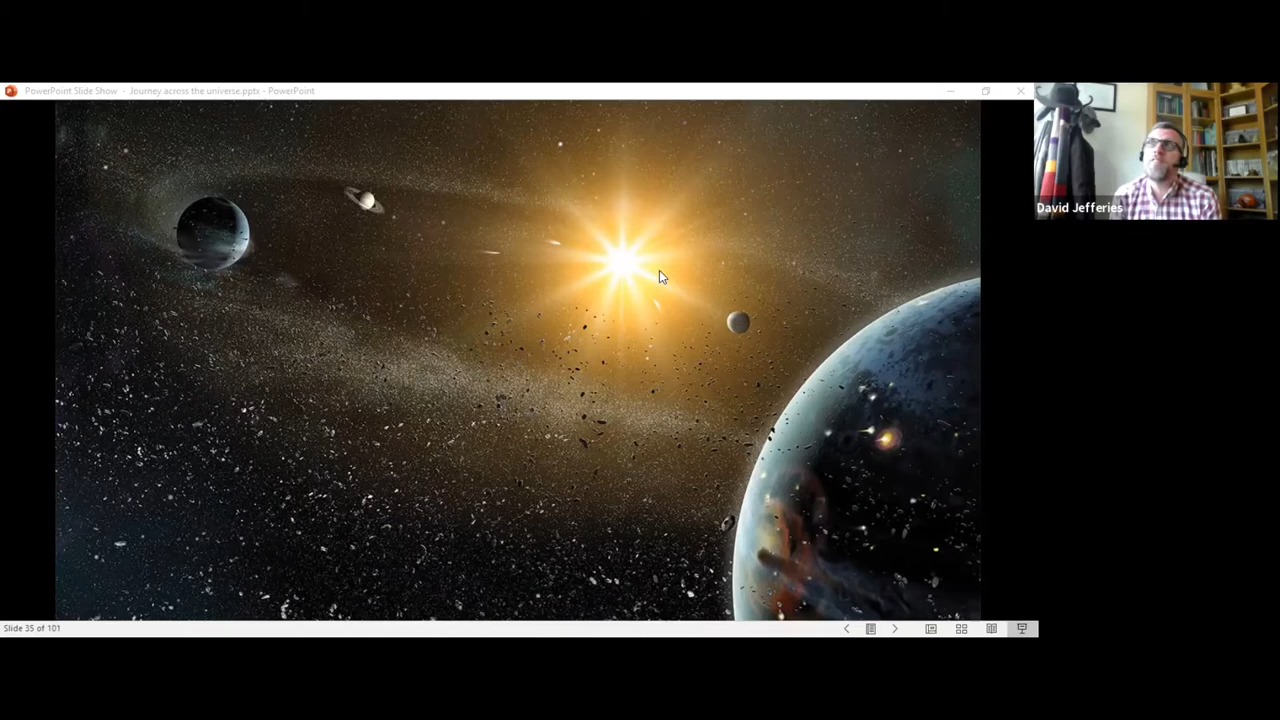 PowerPoint Slide Show - Journey across the universe.pptx - PowerPoint
David Jefferies
Slide 35 of 101